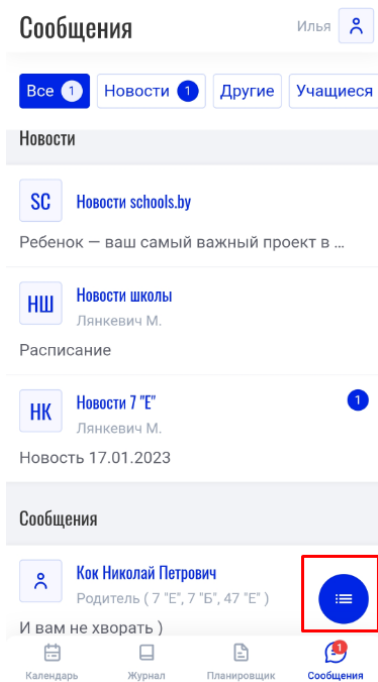 Сообщения
Илья
Все 1
Новости 1
Другие
Учащиеся
Новости
SC
Новости schools.by
Ребенок — ваш самый важный проект в ...
НШ
Новости школы
Лянкевич М.
Расписание
НК
Новости 7 "Е"
1
Лянкевич М.
Новость 17.01.2023
Сообщения
Кок Николай Петрович
Родитель ( 7 "Е", 7 "Б", 47 "Е" )
И вам не хворать )
1
Календарь
Журнал
Планировщик
Сообщения